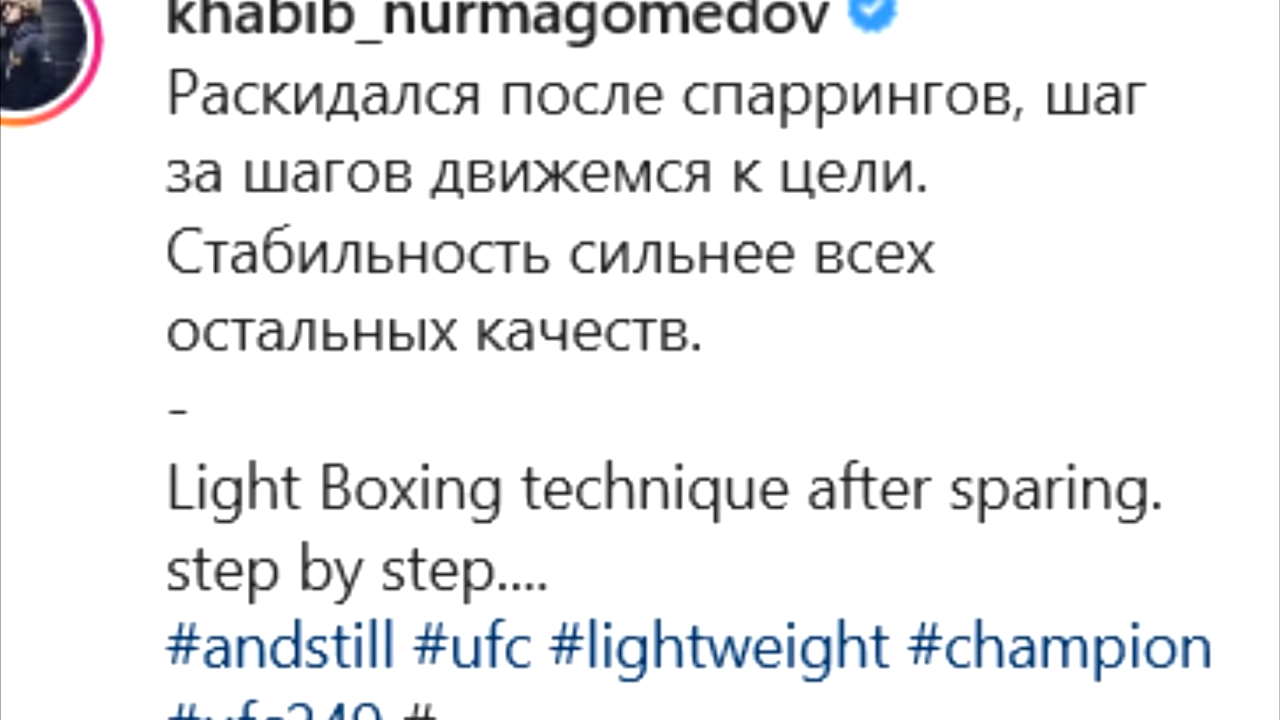 khabib_nurmagomedov
Раскидался после спаррингов, шаг
за шагов движемся к цели.
Стабильность сильнее всех
остальных качеств.
-
Light Boxing technique after sparing.
step by step....
#andstill #ufc #lightweight #champion
#ufc249 #